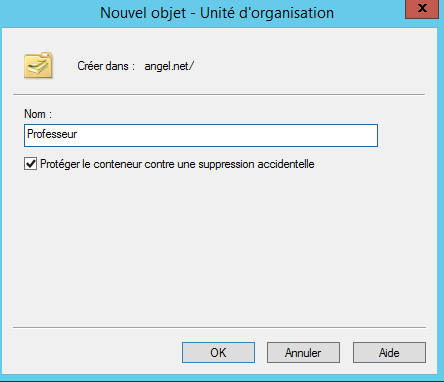 Nouvel objet - Unité d'organisation
x
Créer dans : angel.net/
Nom :
Professeur
Protéger le conteneur contre une suppression accidentelle
OK Annuler Aide